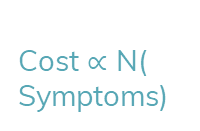 Cost ∝ N(
Symptoms)